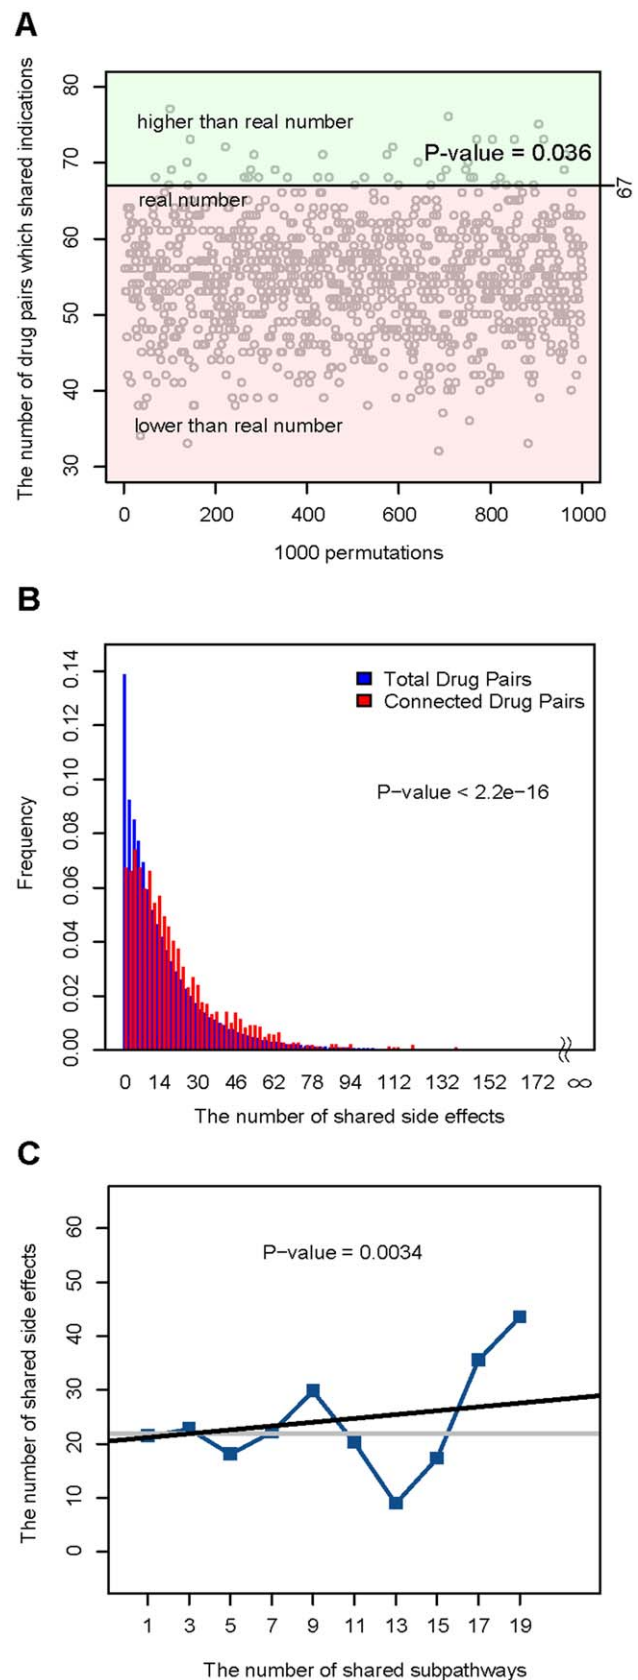 A
The number of drug pairs which shared indications
80
70
60
50
40
30
higher than real number
P-value = 0.036
real number
67
lower than real number
0 200 400 600 800 1000
1000 permutations
B
Frequency
0.14
0.12
0.10
0.08
0.06
0.04
0.02
0.00
Total Drug Pairs
Connected Drug Pairs
P-value < 2.2e-16
0 14 30 46 62 78 94 112 132 152 172 ∞
The number of shared side effects
C
The number of shared side effects
60
50
40
30
20
10
0
P-value = 0.0034
1 3 5 7 9 11 13 15 17 19
The number of shared subpathways